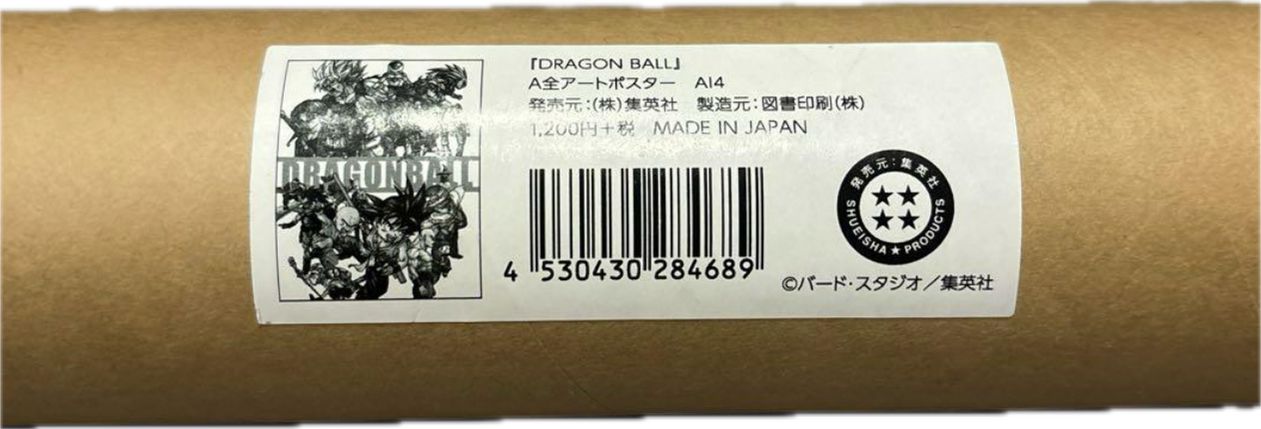 『DRAGON BALL』
A全アートポスター AI4
発売元:(株)集英社 製造元:図書印刷(株)
1,200円+税 MADE IN JAPAN
DRAGONBALL
4 530430 284689
発売元:集英社
SHUEISHA★PRODUCTS
©バード・スタジオ/集英社